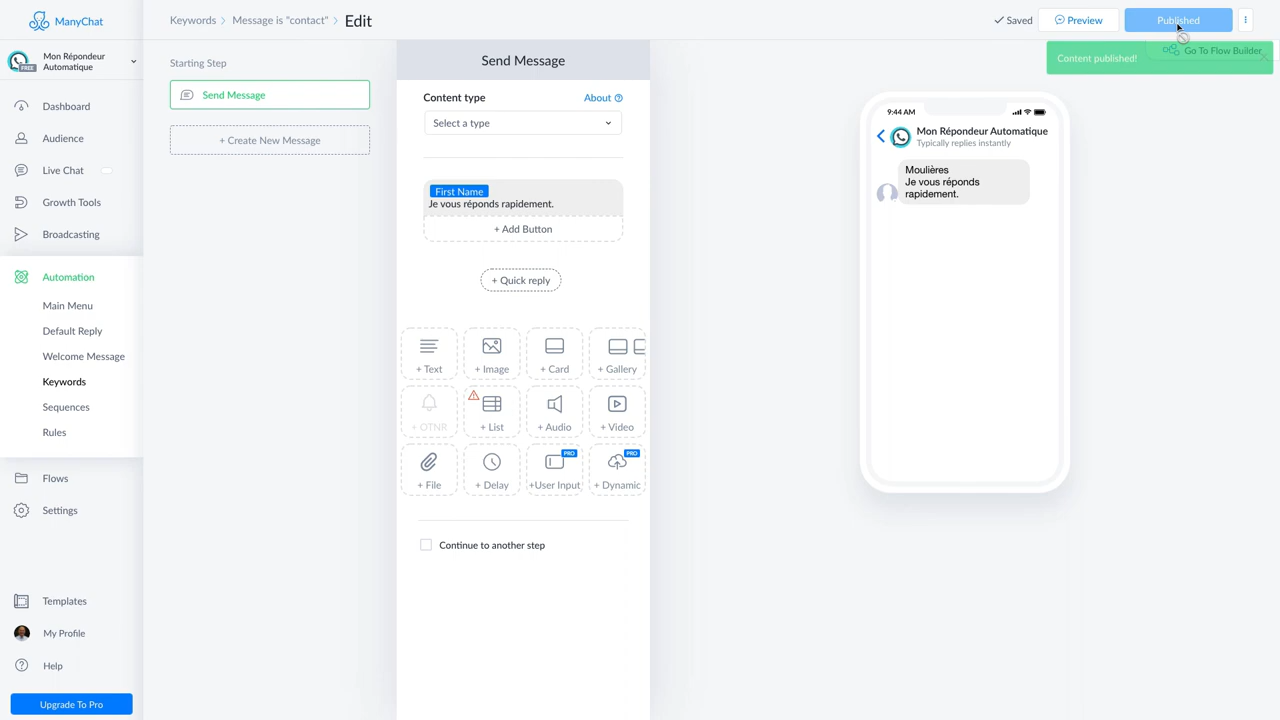 ManyChat
Keywords
Message is "contact"
Edit
Saved
Preview
Published
Mon Répondeur
Automatique
FREE
Content published!
Go To Flow Builder
Dashboard
Audience
Live Chat
Growth Tools
Broadcasting
Automation
Main Menu
Default Reply
Welcome Message
Keywords
Sequences
Rules
Flows
Settings
Templates
My Profile
Help
Upgrade To Pro
Starting Step
Send Message
+ Create New Message
Send Message
Content type
About
Select a type
First Name
Je vous réponds rapidement.
+ Add Button
+ Quick reply
+ Text
+ Image
+ Card
+ Gallery
+ OTNR
+ List
+ Audio
+ Video
+ File
+ Delay
PRO
+User Input
PRO
+ Dynamic
Continue to another step
9:44 AM
Mon Répondeur Automatique
Typically replies instantly
Moulières
Je vous réponds
rapidement.